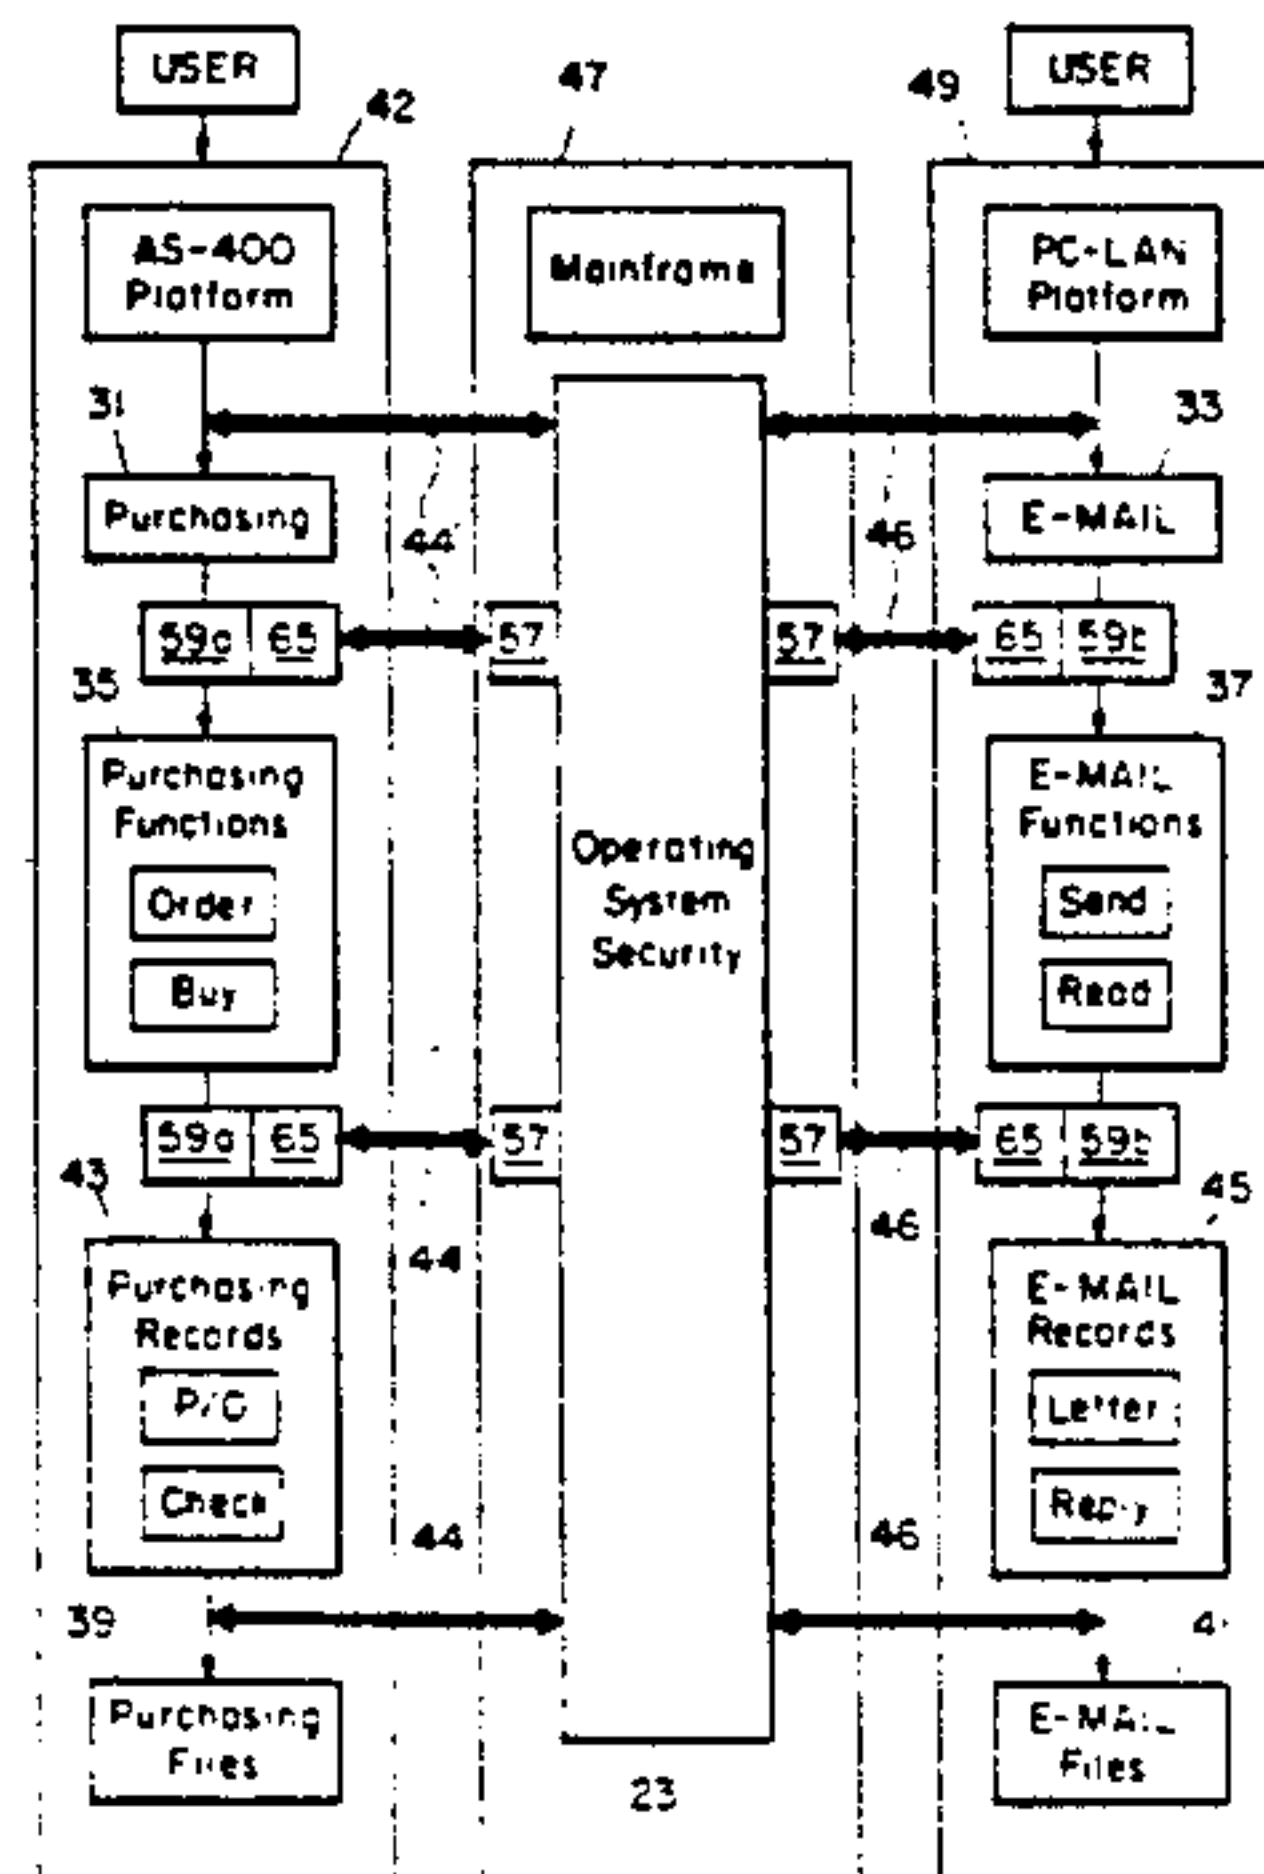 USER
47
49
USER
42
AS-400
Platform
Mainframe
PC-LAN
Platform
31
33
Purchasing
44
46
E-MAIL
59a
65
57
57
65
59b
35
37
Purchasing
Functions
Order
Buy
Operating
System
Security
E-MAIL
Functions
Send
Read
59a
65
57
57
65
59b
43
45
44
46
Purchasing
Records
Check
E-MAIL
Records
Letter
Reply
44
46
39
Purchasing
Files
E-MAIL
Files
23